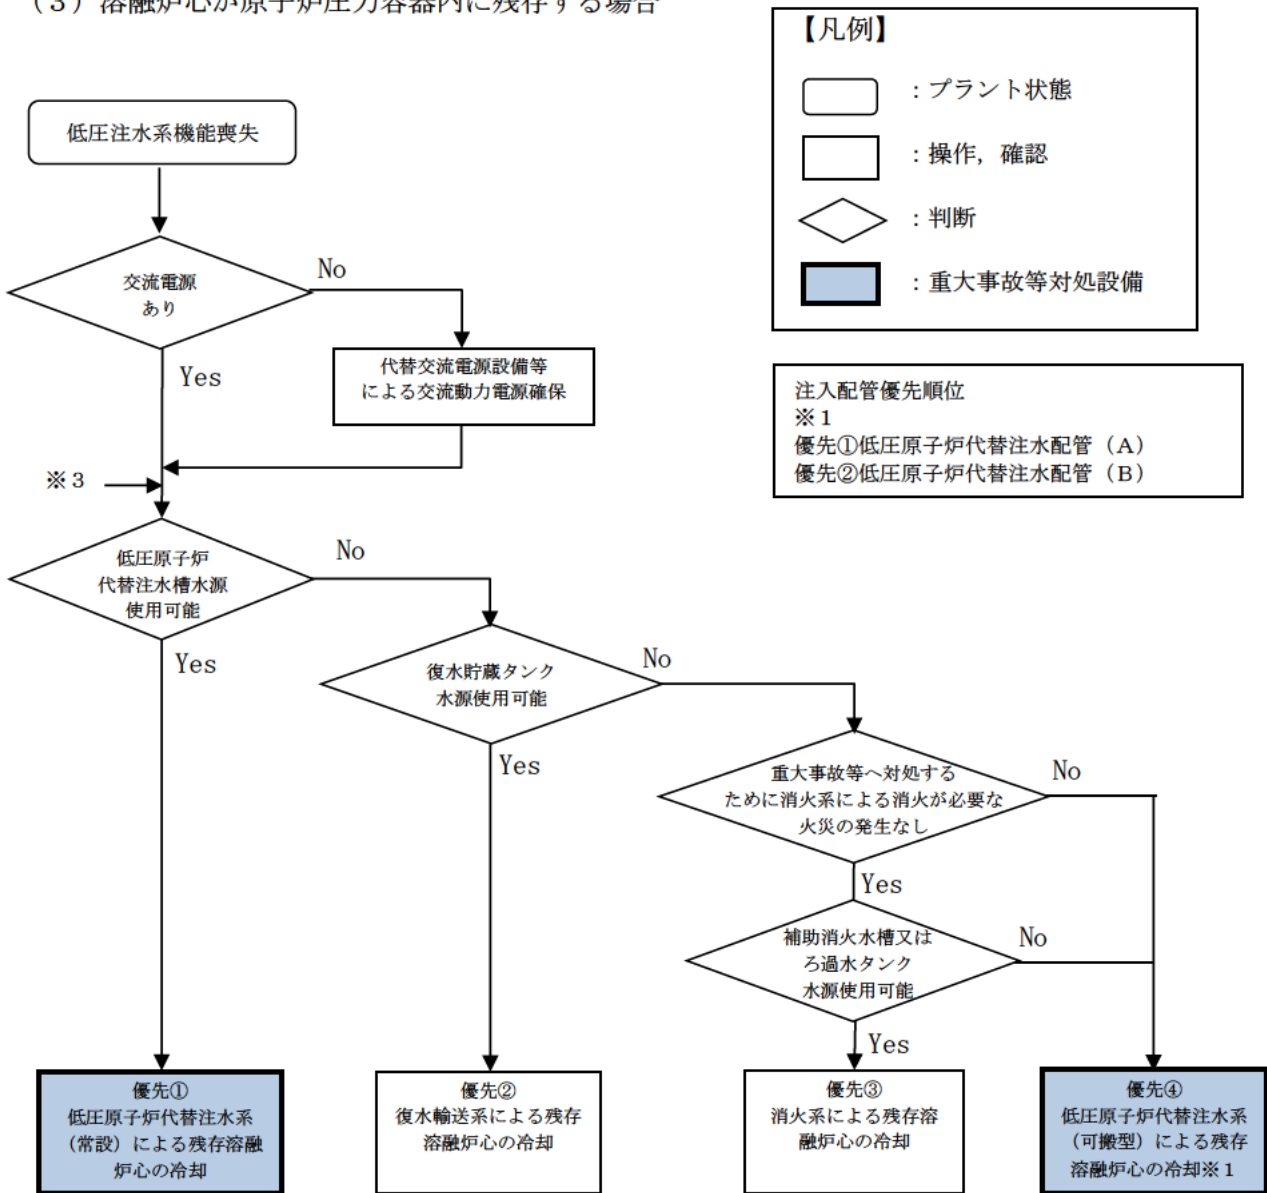 （３）溶融炉心が原子炉圧力容器内に残存する場合
【凡例】
：プラント状態
：操作，確認
：判断
：重大事故等対処設備
低圧注水系機能喪失
交流電源
あり
No
Yes
代替交流電源設備等
による交流動力電源確保
注入配管優先順位
※１
優先①低圧原子炉代替注水配管（Ａ）
優先②低圧原子炉代替注水配管（Ｂ）
※３
低圧原子炉
代替注水槽水源
使用可能
No
Yes
復水貯蔵タンク
水源使用可能
No
Yes
重大事故等へ対処する
ために消火系による消火が必要な
火災の発生なし
No
Yes
補助消火水槽又は
ろ過水タンク
水源使用可能
No
Yes
優先①
低圧原子炉代替注水系
（常設）による残存溶融
炉心の冷却
優先②
復水輸送系による残存
溶融炉心の冷却
優先③
消火系による残存溶
融炉心の冷却
優先④
低圧原子炉代替注水系
（可搬型）による残存
溶融炉心の冷却※１